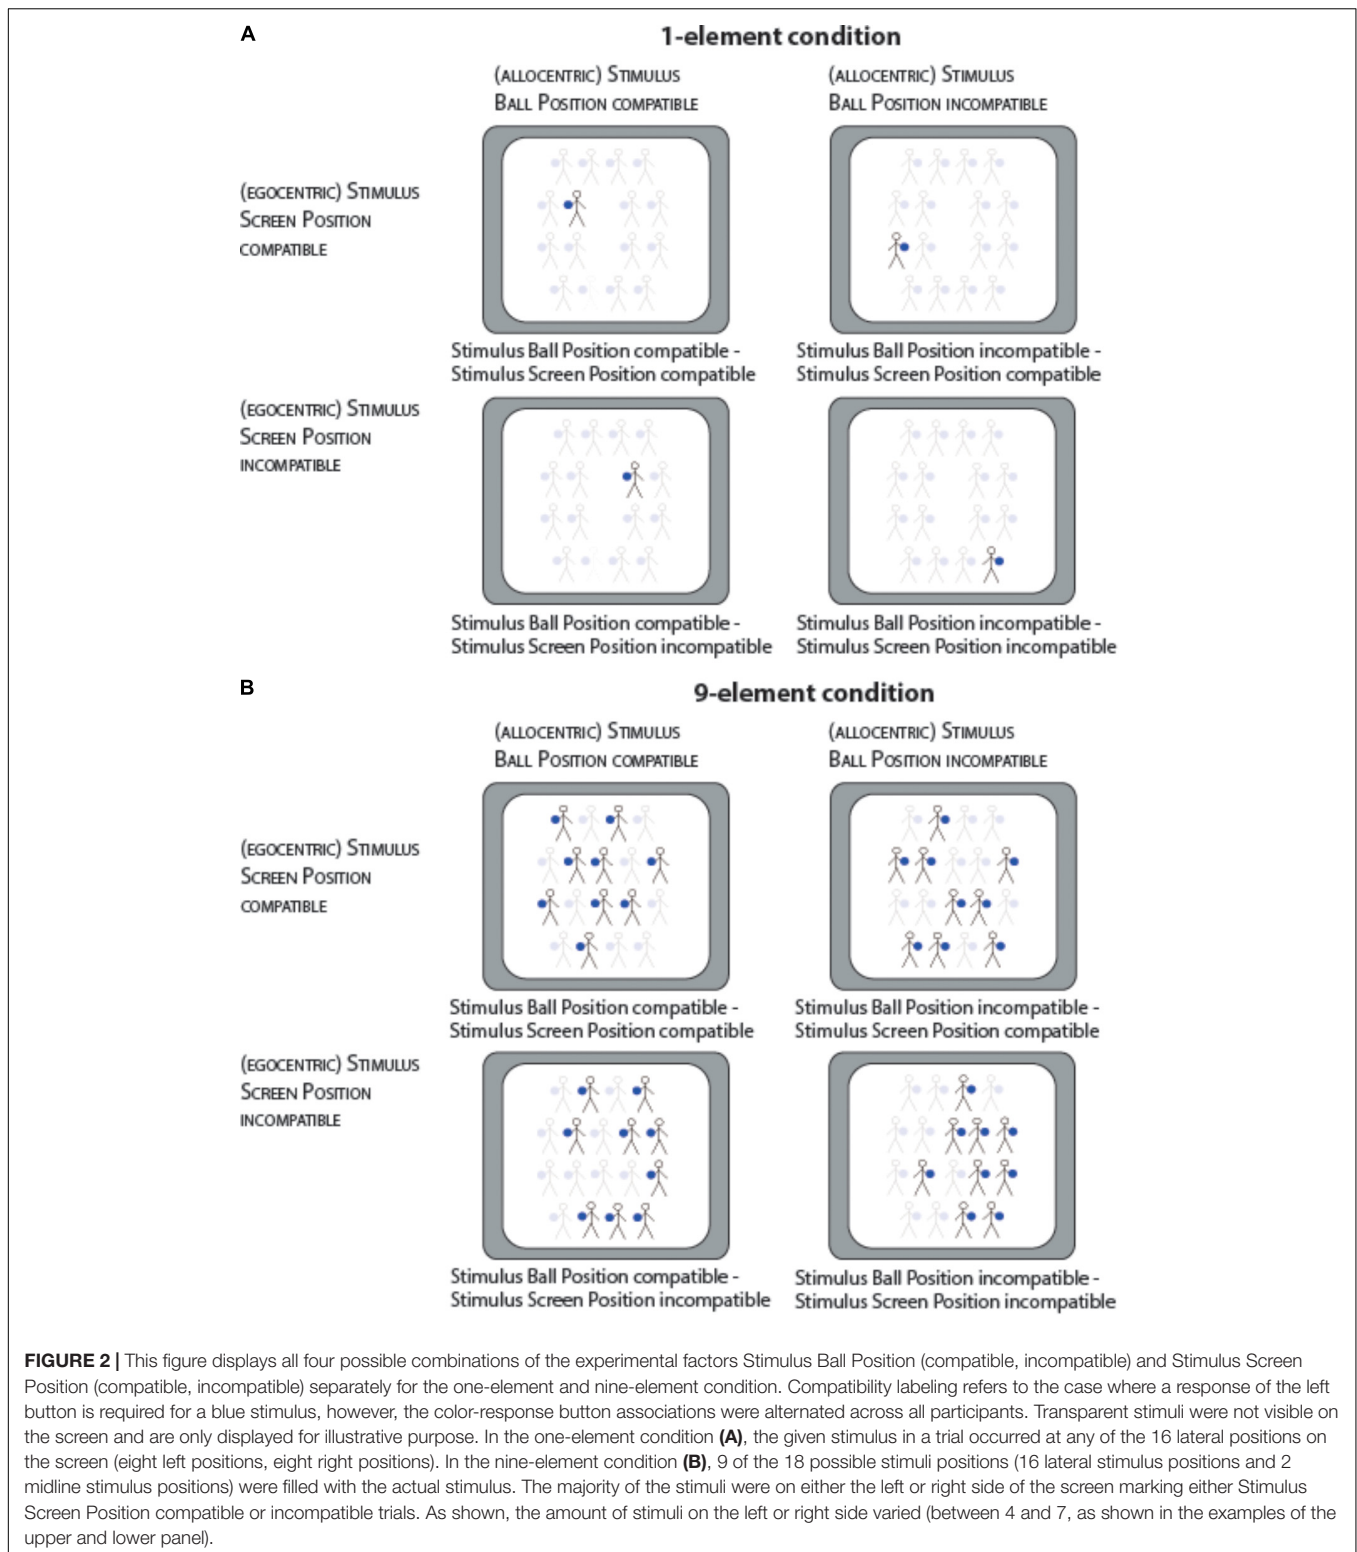 A
1-element condition
(ALLOCENTRIC) STIMULUS
BALL POSITION COMPATIBLE
(ALLOCENTRIC) STIMULUS
BALL POSITION INCOMPATIBLE
(EGOCENTRIC) STIMULUS
SCREEN POSITION
COMPATIBLE
Stimulus Ball Position compatible -
Stimulus Screen Position compatible
Stimulus Ball Position incompatible -
Stimulus Screen Position compatible
(EGOCENTRIC) STIMULUS
SCREEN POSITION
INCOMPATIBLE
Stimulus Ball Position compatible -
Stimulus Screen Position incompatible
Stimulus Ball Position incompatible -
Stimulus Screen Position incompatible
B
9-element condition
(ALLOCENTRIC) STIMULUS
BALL POSITION COMPATIBLE
(ALLOCENTRIC) STIMULUS
BALL POSITION INCOMPATIBLE
(EGOCENTRIC) STIMULUS
SCREEN POSITION
COMPATIBLE
Stimulus Ball Position compatible -
Stimulus Screen Position compatible
Stimulus Ball Position incompatible -
Stimulus Screen Position compatible
(EGOCENTRIC) STIMULUS
SCREEN POSITION
INCOMPATIBLE
Stimulus Ball Position compatible -
Stimulus Screen Position incompatible
Stimulus Ball Position incompatible -
Stimulus Screen Position incompatible
FIGURE 2 | This figure displays all four possible combinations of the experimental factors Stimulus Ball Position (compatible, incompatible) and Stimulus Screen
Position (compatible, incompatible) separately for the one-element and nine-element condition. Compatibility labeling refers to the case where a response of the left
button is required for a blue stimulus, however, the color-response button associations were alternated across all participants. Transparent stimuli were not visible on
the screen and are only displayed for illustrative purpose. In the one-element condition (A), the given stimulus in a trial occurred at any of the 16 lateral positions on
the screen (eight left positions, eight right positions). In the nine-element condition (B), 9 of the 18 possible stimuli positions (16 lateral stimulus positions and 2
midline stimulus positions) were filled with the actual stimulus. The majority of the stimuli were on either the left or right side of the screen marking either Stimulus
Screen Position compatible or incompatible trials. As shown, the amount of stimuli on the left or right side varied (between 4 and 7, as shown in the examples of the
upper and lower panel).